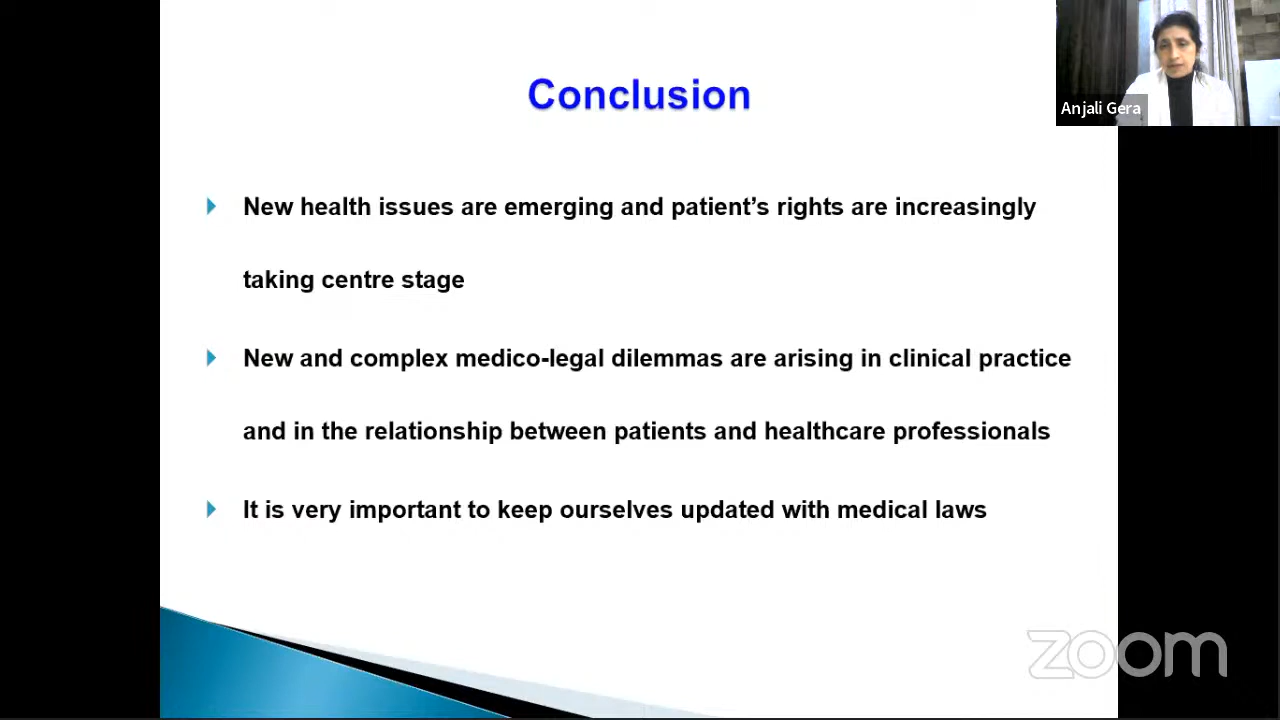 Conclusion
Anjali Gera
New health issues are emerging and patient’s rights are increasingly
taking centre stage
New and complex medico-legal dilemmas are arising in clinical practice
and in the relationship between patients and healthcare professionals
It is very important to keep ourselves updated with medical laws
zoom